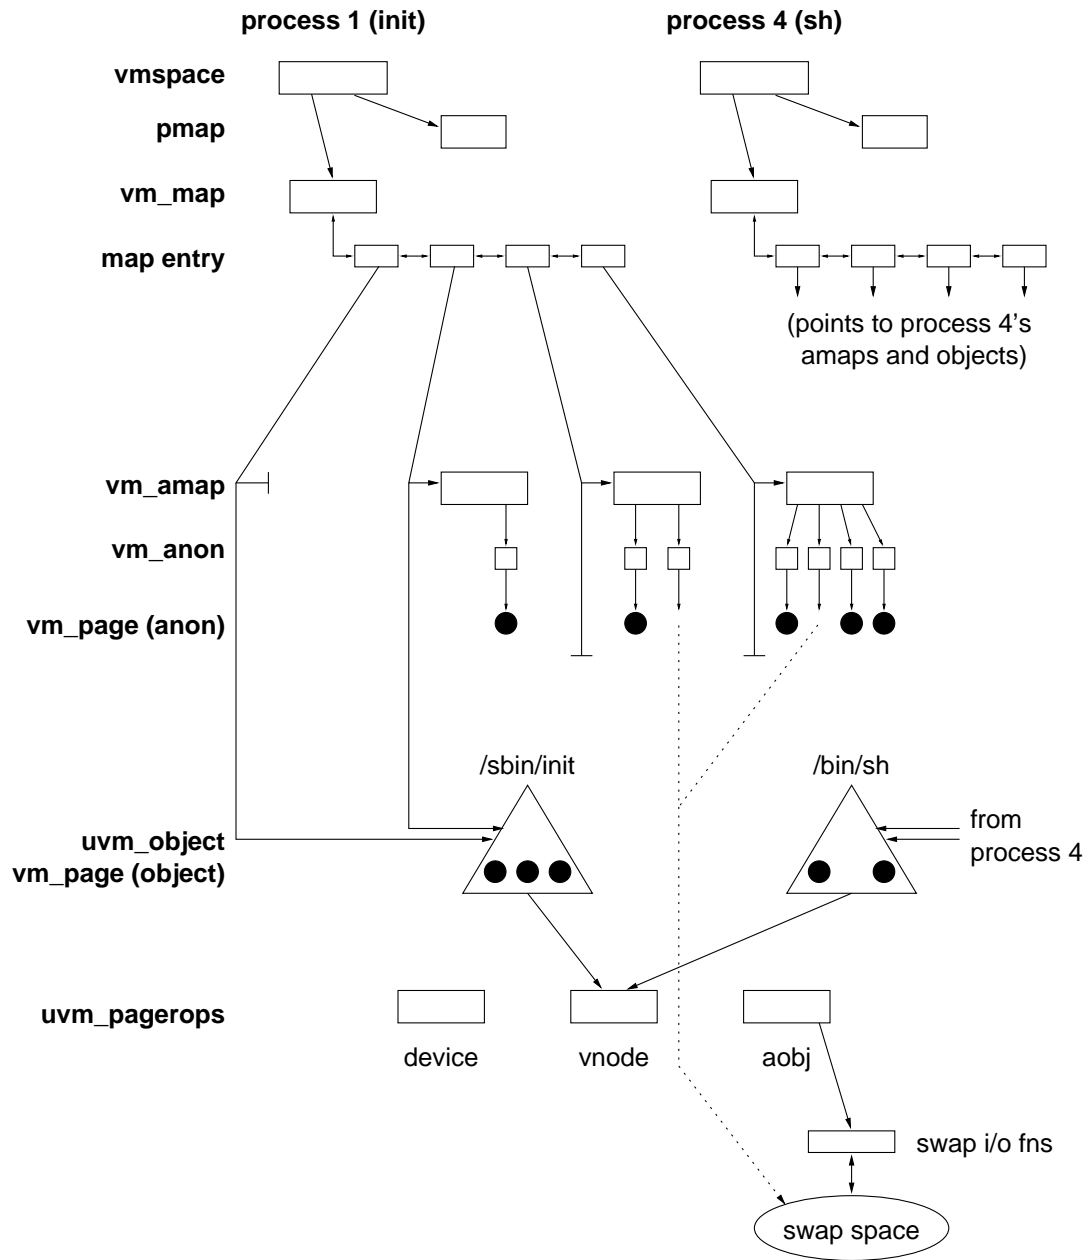 process 1 (init)
process 4 (sh)
vmspace
pmap
vm_map
map entry
(points to process 4's
amaps and objects)
vm_amap
vm_anon
vm_page (anon)
/sbin/init
/bin/sh
uvm_object
vm_page (object)
from
process 4
uvm_pagerops
device
vnode
aobj
swap i/o fns
swap space